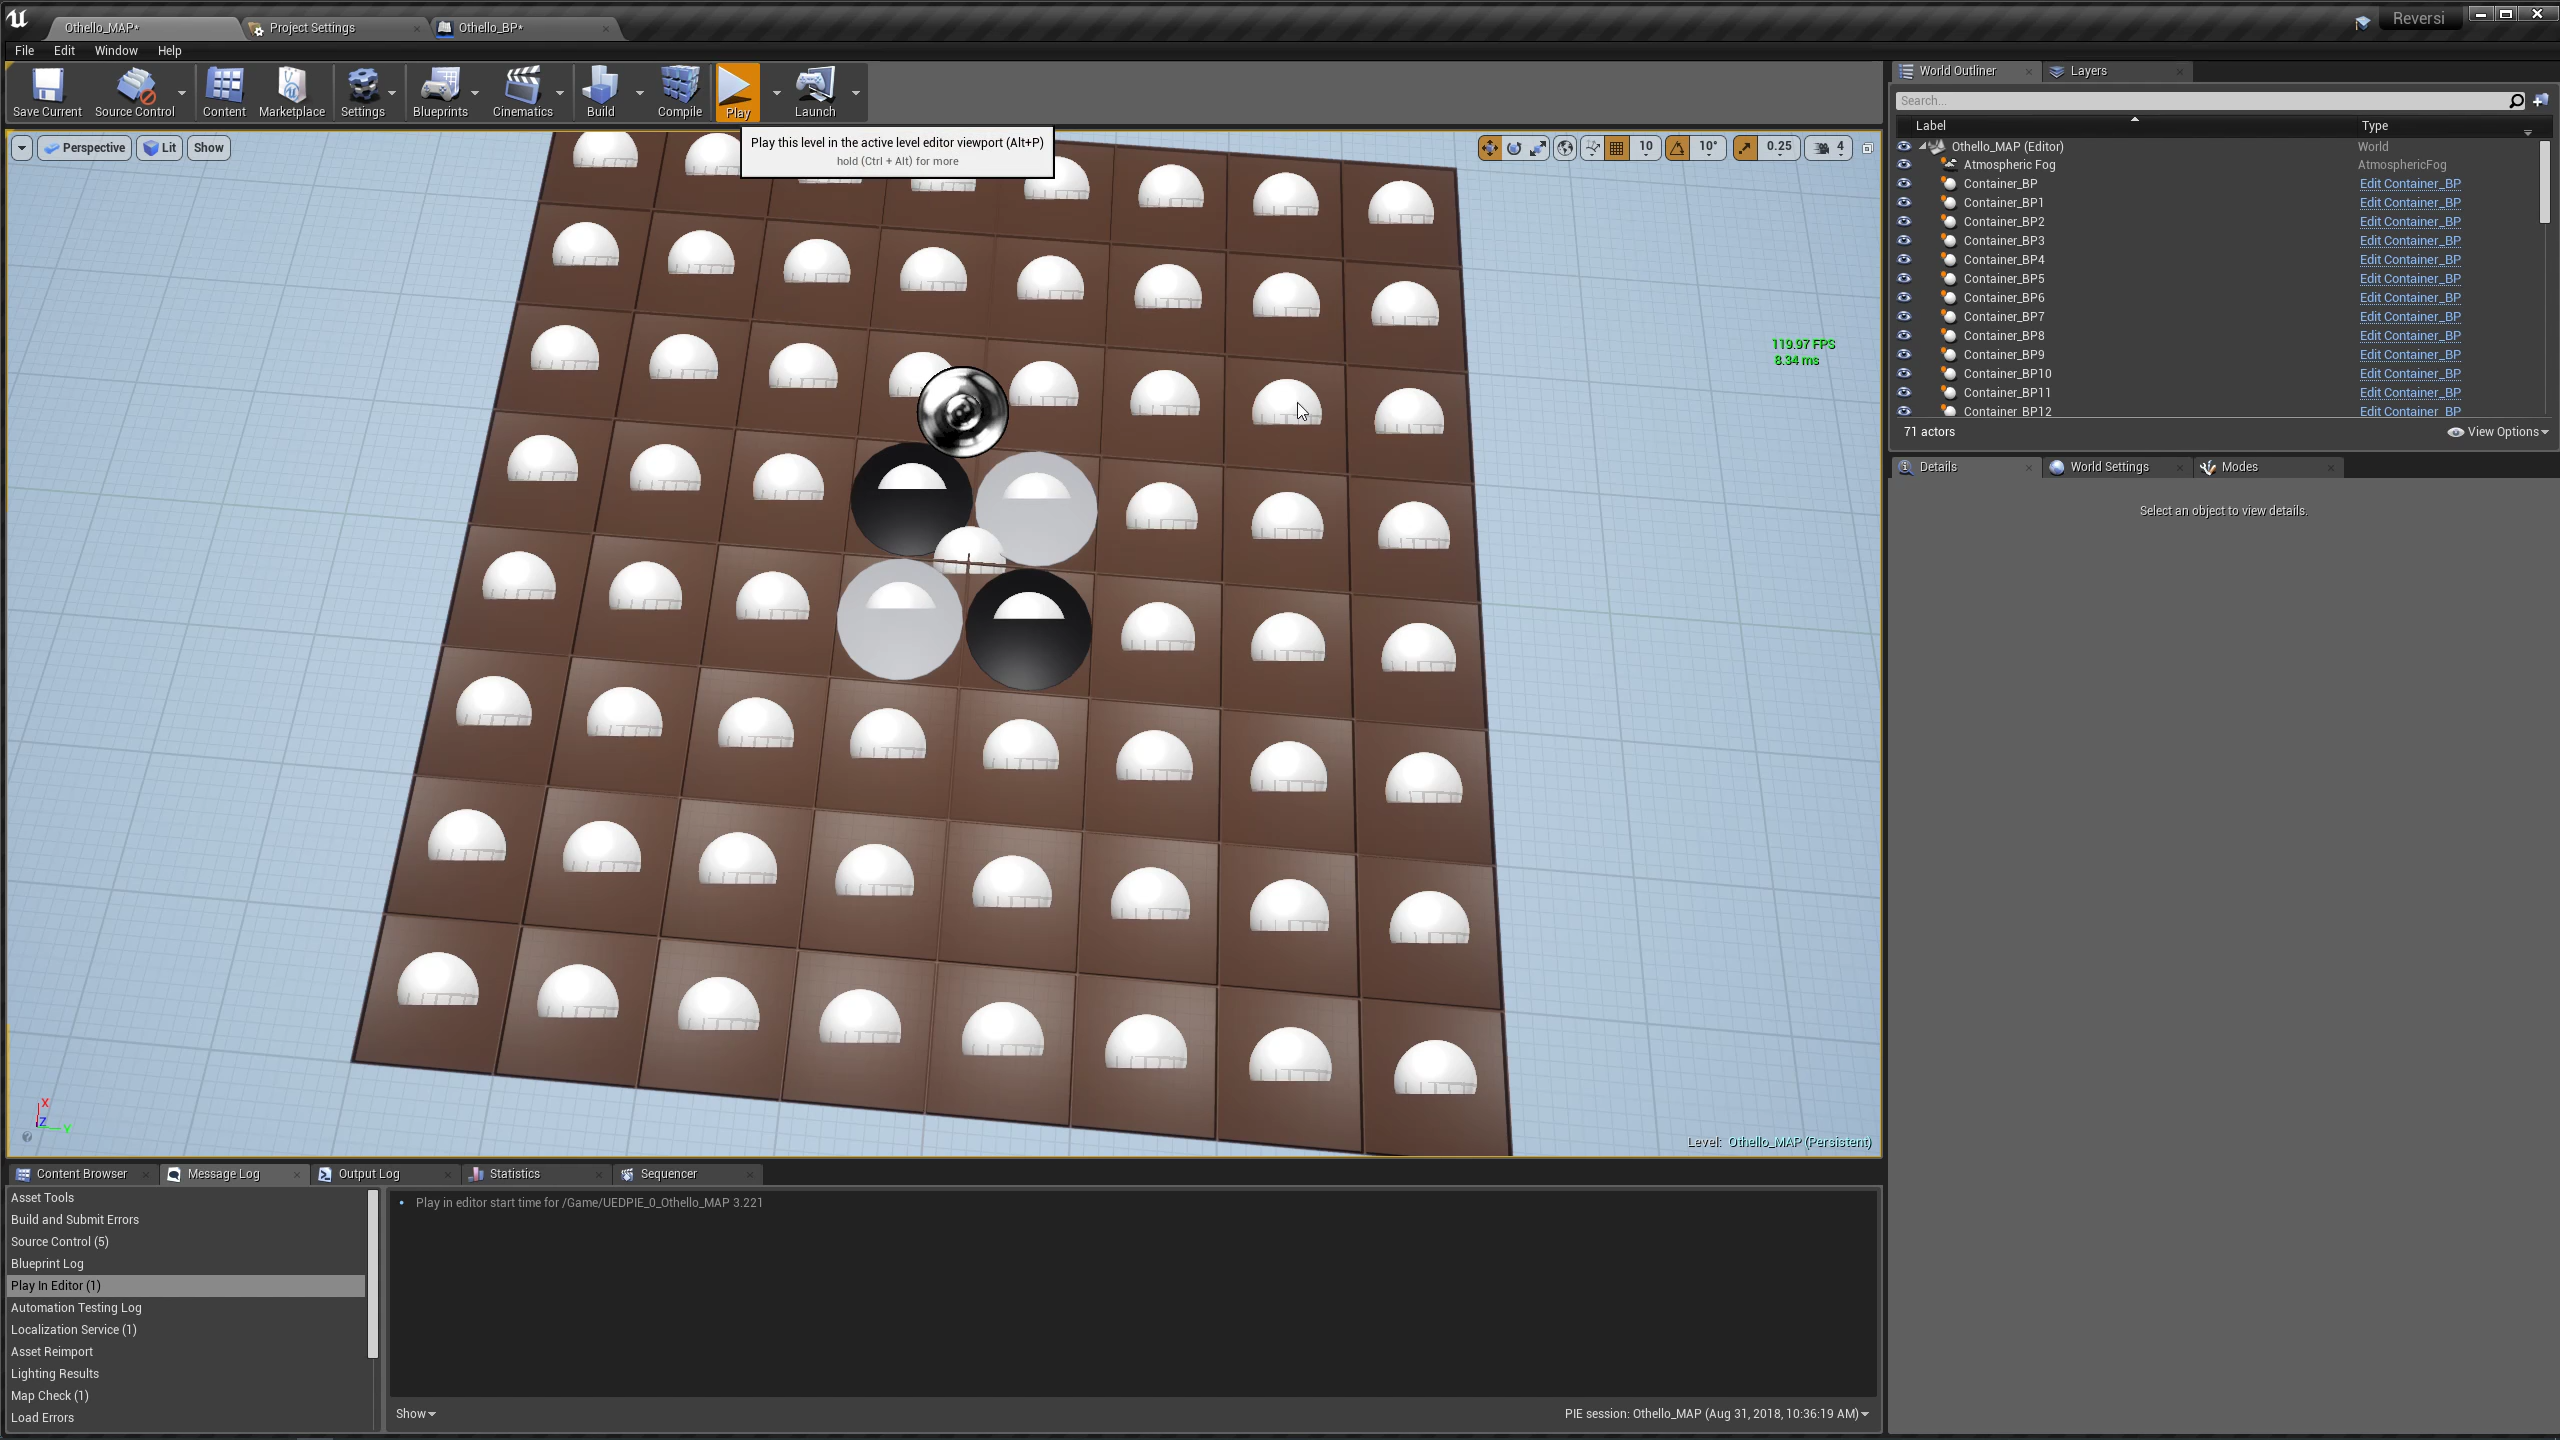 Othello_MAP*
Project Settings
Othello_BP*
Reversi
File Edit Window Help
Save Current
Source Control
Content
Marketplace
Settings
Blueprints
Cinematics
Build
Compile
Play
Launch
Play this level in the active level editor viewport (Alt+P)
hold (Ctrl + Alt) for more
Perspective
Lit
Show
10
10°
0.25
4
119.97 FPS
8.34 ms
X
Z
Y
Level: Othello_MAP (Persistent)
World Outliner
Layers
Search...
Label Type
Othello_MAP (Editor) World
Atmospheric Fog AtmosphericFog
Container_BP Edit Container_BP
Container_BP1 Edit Container_BP
Container_BP2 Edit Container_BP
Container_BP3 Edit Container_BP
Container_BP4 Edit Container_BP
Container_BP5 Edit Container_BP
Container_BP6 Edit Container_BP
Container_BP7 Edit Container_BP
Container_BP8 Edit Container_BP
Container_BP9 Edit Container_BP
Container_BP10 Edit Container_BP
Container_BP11 Edit Container_BP
Container_BP12 Edit Container_BP
71 actors
View Options
Details
World Settings
Modes
Select an object to view details.
Content Browser
Message Log
Output Log
Statistics
Sequencer
Asset Tools
Build and Submit Errors
Source Control (5)
Blueprint Log
Play In Editor (1)
Automation Testing Log
Localization Service (1)
Asset Reimport
Lighting Results
Map Check (1)
Load Errors
Play in editor start time for /Game/UEDPIE_0_Othello_MAP 3.221
Show
PIE session: Othello_MAP (Aug 31, 2018, 10:36:19 AM)